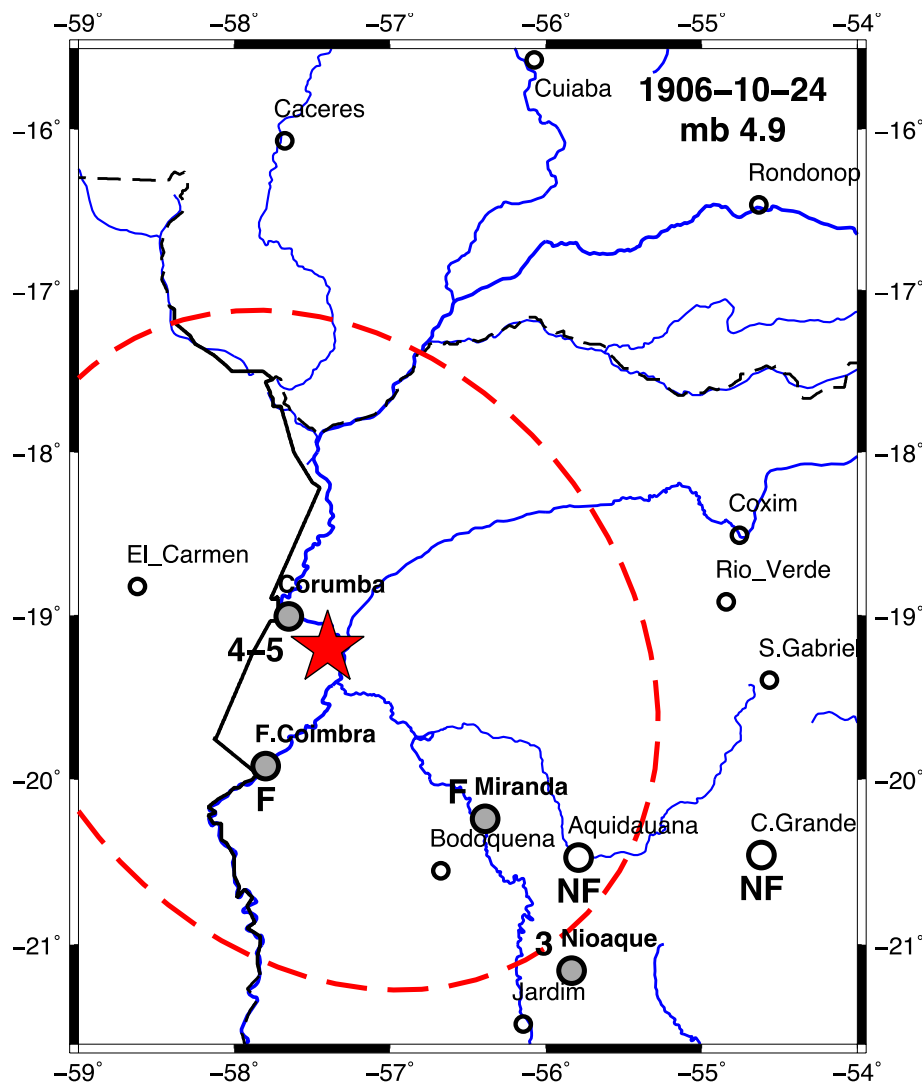 −59° −58° −57° −56° −55° −54°
−16°
−17°
−18°
−19°
−20°
−21°
1906−10−24
mb 4.9
Cuiaba
Caceres
Rondonop
Coxim
El_Carmen
Rio_Verde
Corumba
4−5
S.Gabriel
F.Coimbra
F
F Miranda
Bodoquena
Aquidauana
NF
C.Grande
NF
3 Nioaque
Jardim
−16°
−17°
−18°
−19°
−20°
−21°
−59° −58° −57° −56° −55° −54°